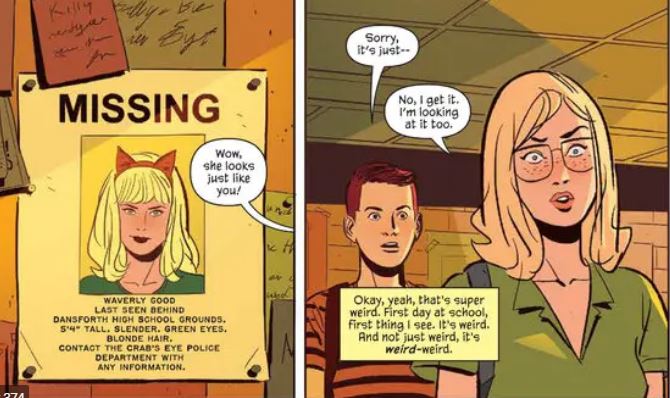 Kelly
MISSING
Wow,
she looks
just like
you!
WAVERLY GOOD
LAST SEEN BEHIND
DANSFORTH HIGH SCHOOL GROUNDS.
5'4" TALL. SLENDER. GREEN EYES.
BLONDE HAIR.
CONTACT THE CRAB'S EYE POLICE
DEPARTMENT WITH
ANY INFORMATION.
Sorry,
it's just--
No, I get it.
I'm looking
at it too.
Okay, yeah, that's super
weird. First day at school,
first thing I see. It's weird.
And not just weird, it's
weird-weird.
374